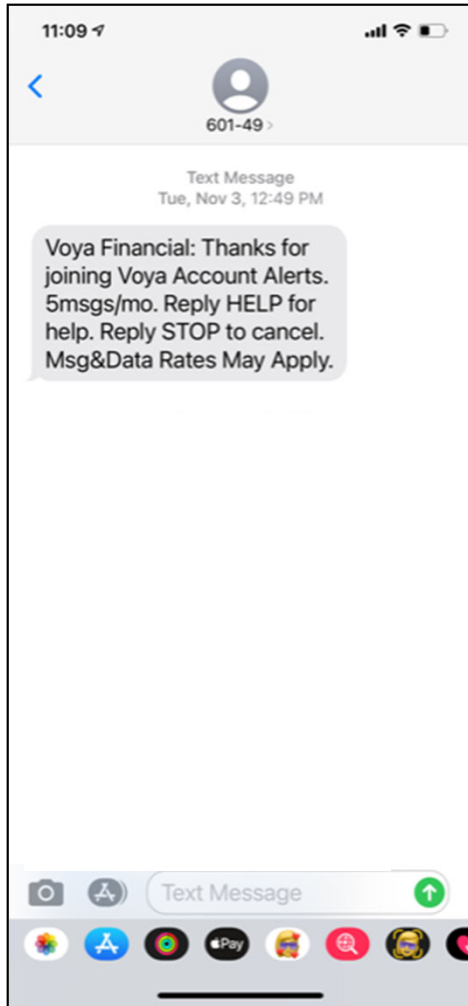 11:09
601-49
Text Message
Tue, Nov 3, 12:49 PM
Voya Financial: Thanks for
joining Voya Account Alerts.
5msgs/mo. Reply HELP for
help. Reply STOP to cancel.
Msg&Data Rates May Apply.
Text Message
Pay